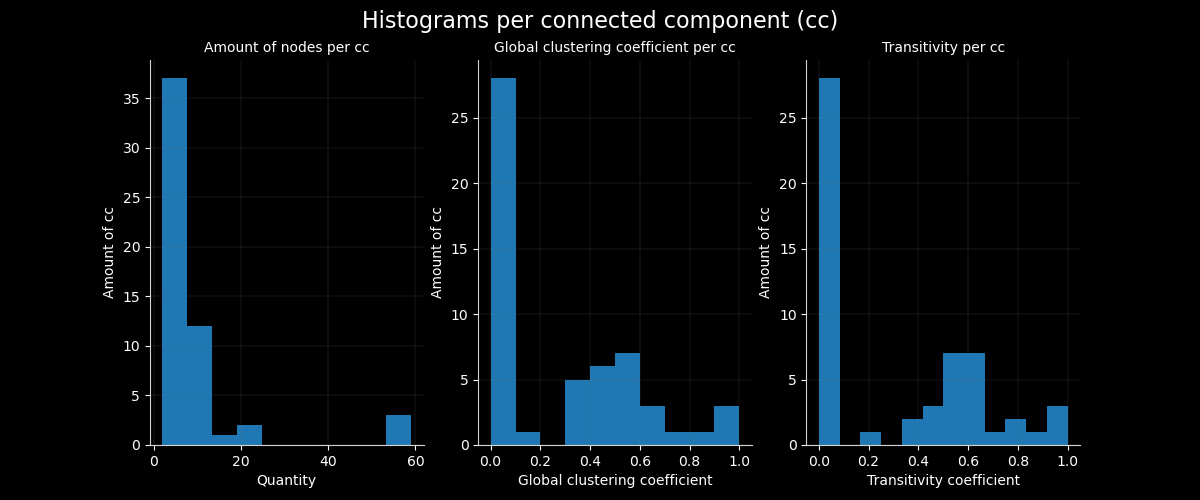 Histograms per connected component (cc)
Amount of nodes per cc
Amount of cc
35
30
25
20
15
10
5
0
0 20 40 60
Quantity
Global clustering coefficient per cc
Amount of cc
25
20
15
10
5
0
0.0 0.2 0.4 0.6 0.8 1.0
Global clustering coefficient
Transitivity per cc
Amount of cc
25
20
15
10
5
0
0.0 0.2 0.4 0.6 0.8 1.0
Transitivity coefficient